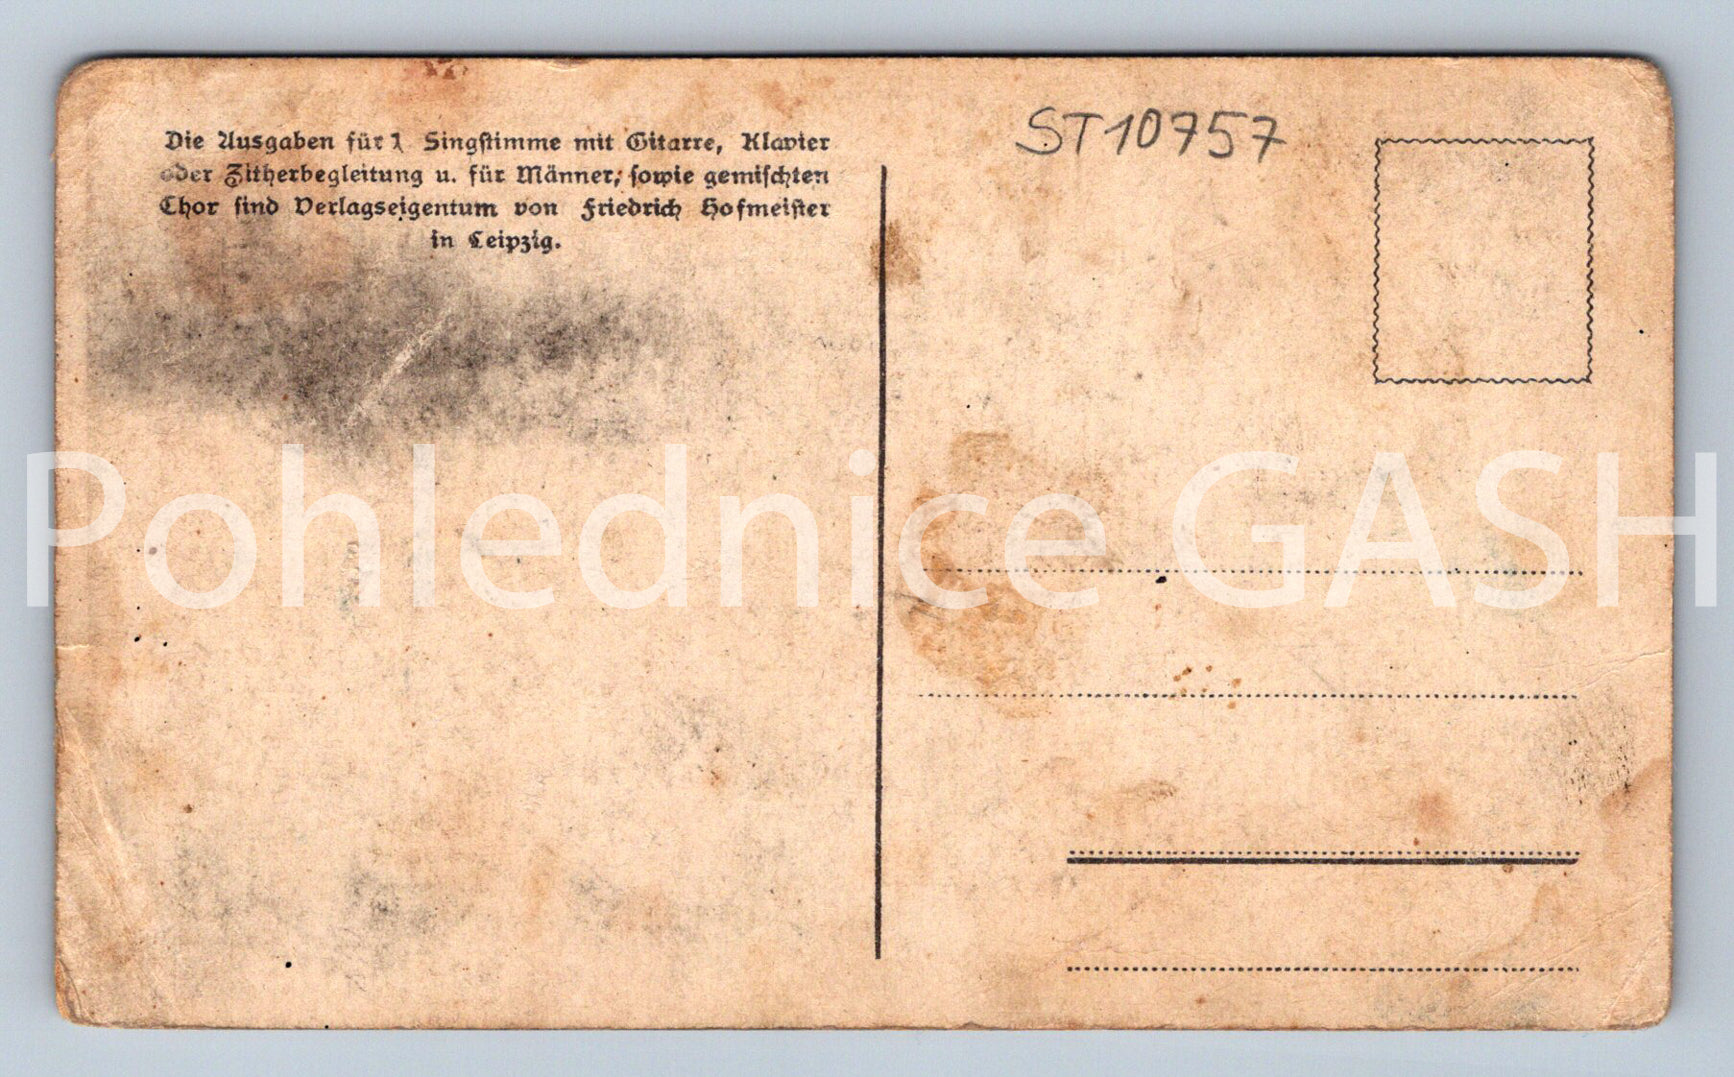 Die Ausgaben für 1 Singstimme mit Gitarre, Klavier
oder Zitherbegleitung u. für Männer, sowie gemischten
Chor sind Verlagseigentum von Friedrich Hofmeister
in Leipzig.
ST10757
Pohlednice GASH